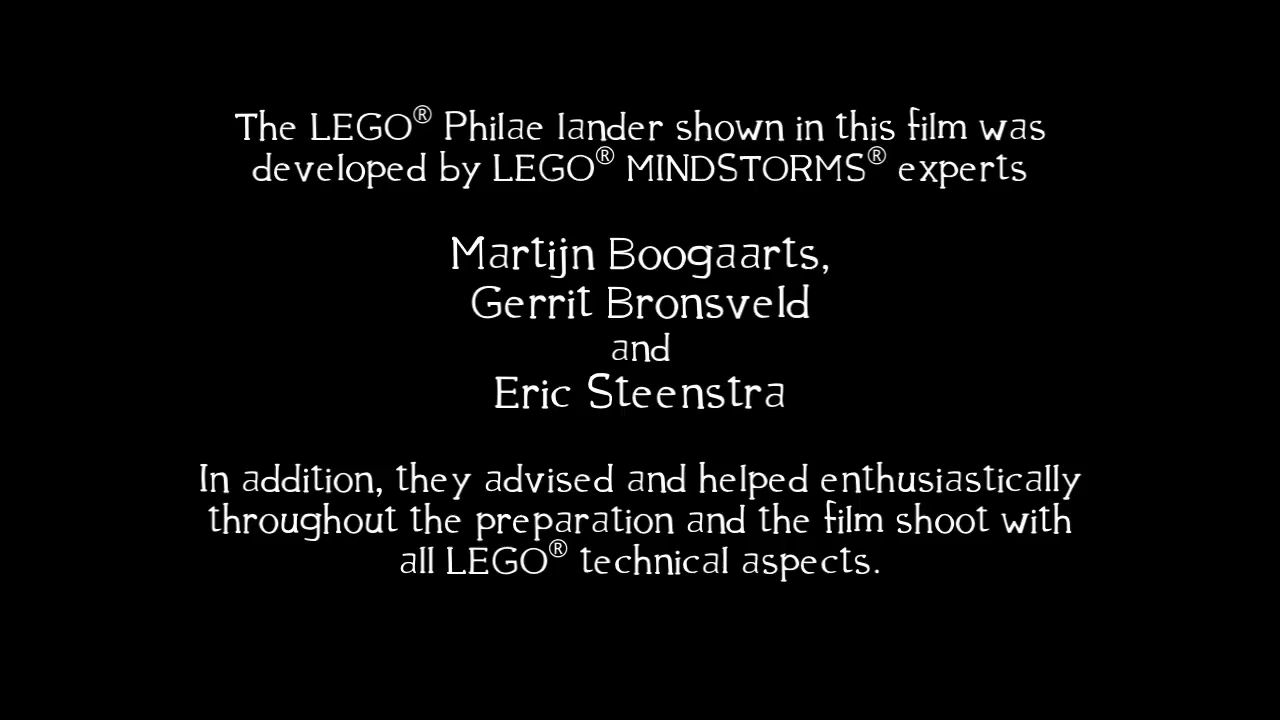 The LEGO® Philae lander shown in this film was
developed by LEGO® MINDSTORMS® experts
Martijn Boogaarts,
Gerrit Bronsveld
and
Eric Steenstra
In addition, they advised and helped enthusiastically
throughout the preparation and the film shoot with
all LEGO® technical aspects.